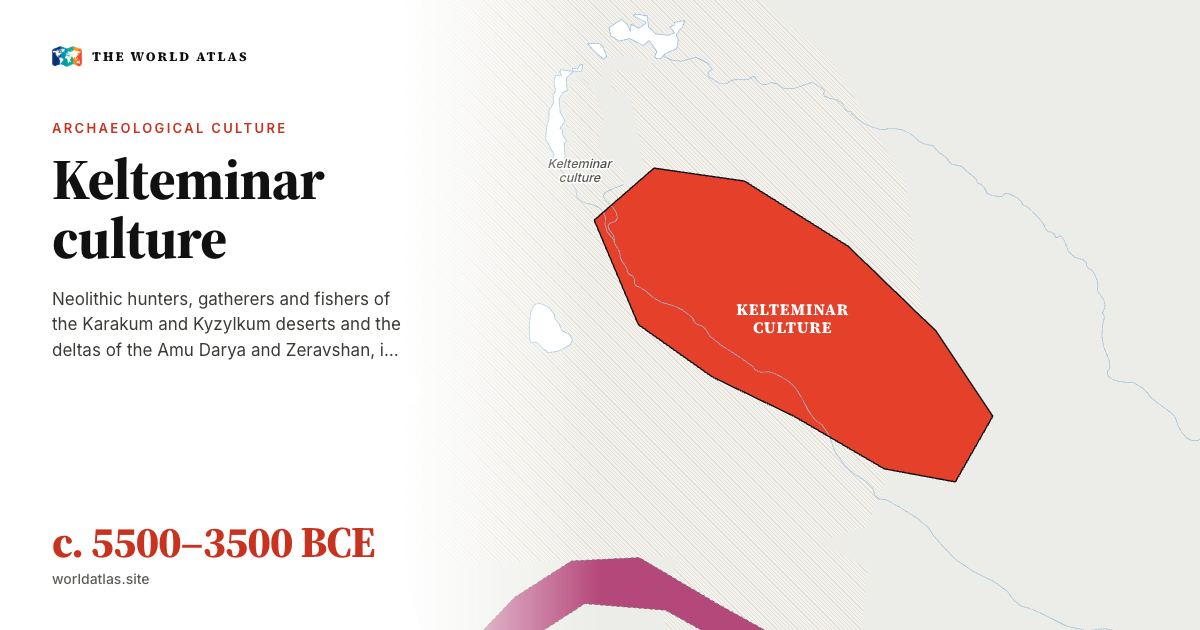 THE WORLD ATLAS
ARCHAEOLOGICAL CULTURE
Kelteminar
culture
Neolithic hunters, gatherers and fishers of
the Karakum and Kyzylkum deserts and the
deltas of the Amu Darya and Zeravshan, i...
c. 5500–3500 BCE
worldatlas.site
Kelteminar
culture
KELTEMINAR
CULTURE